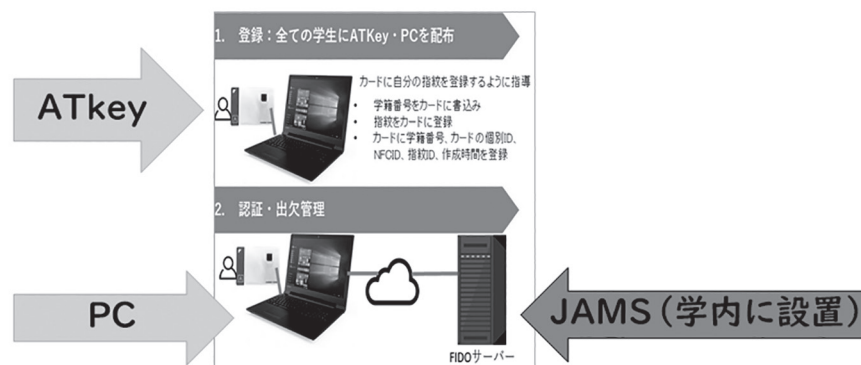 1. 登録：全ての学生にATKey・PCを配布
ATkey
カードに自分の指紋を登録するように指導
• 学籍番号をカードに書込み
• 指紋をカードに登録
• カードに学籍番号、カードの個別ID、
NFCID、指紋ID、作成時間を登録
2. 認証・出欠管理
PC
JAMS（学内に設置）
FIDOサーバー